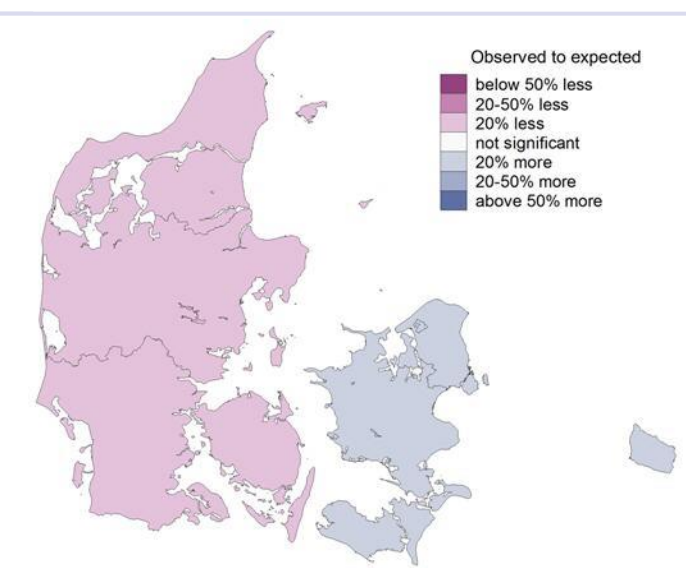 Observed to expected
below 50% less
20-50% less
20% less
not significant
20% more
20-50% more
above 50% more